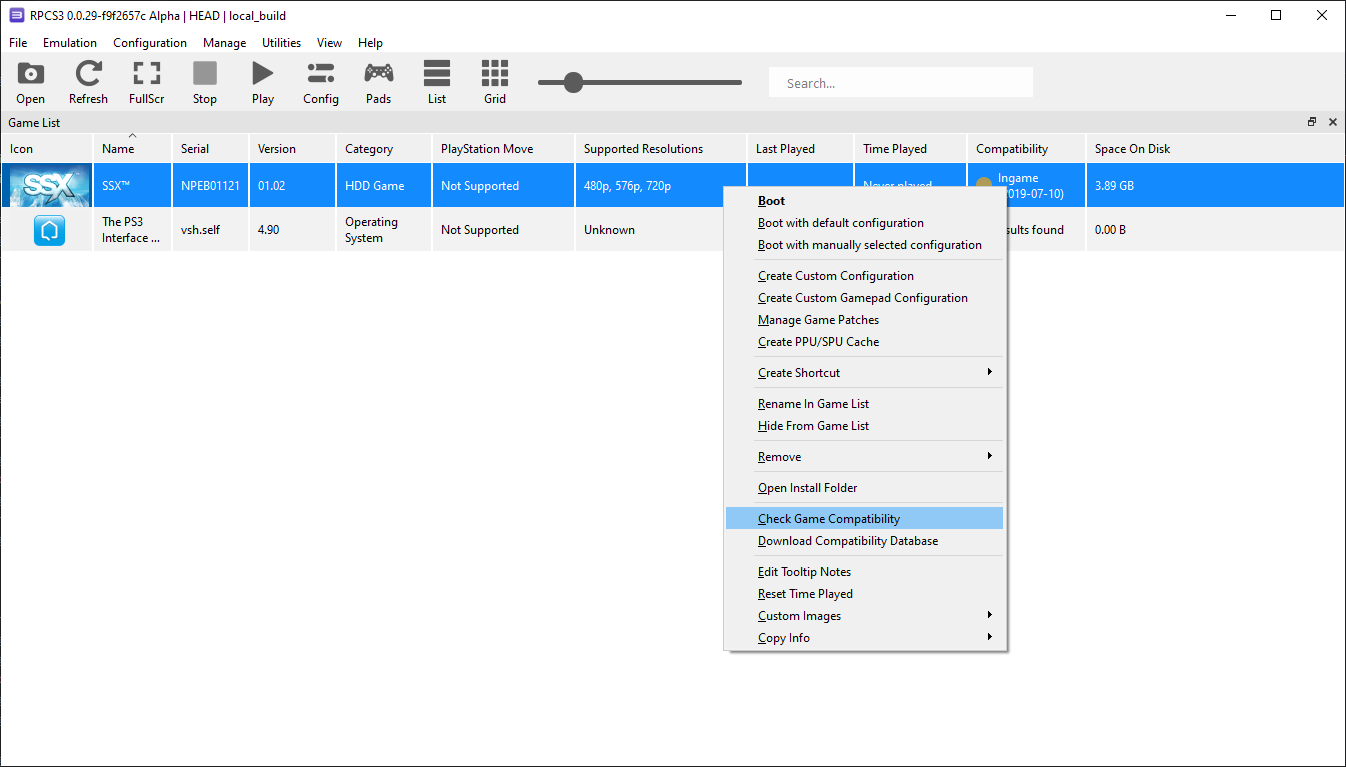 RPCS3 0.0.29-f9f2657c Alpha | HEAD | local_build
File Emulation Configuration Manage Utilities View Help
Open Refresh FullScr Stop Play Config Pads List Grid Search...
Game List
Icon Name Serial Version Category PlayStation Move Supported Resolutions Last Played Time Played Compatibility Space On Disk
SSX SSX™ NPEB01121 01.02 HDD Game Not Supported 480p, 576p, 720p Never played Ingame
2019-07-10) 3.89 GB
The PS3
Interface ... vsh.self 4.90 Operating
System Not Supported Unknown sults found 0.00 B
Boot
Boot with default configuration
Boot with manually selected configuration
Create Custom Configuration
Create Custom Gamepad Configuration
Manage Game Patches
Create PPU/SPU Cache
Create Shortcut
Rename In Game List
Hide From Game List
Remove
Open Install Folder
Check Game Compatibility
Download Compatibility Database
Edit Tooltip Notes
Reset Time Played
Custom Images
Copy Info